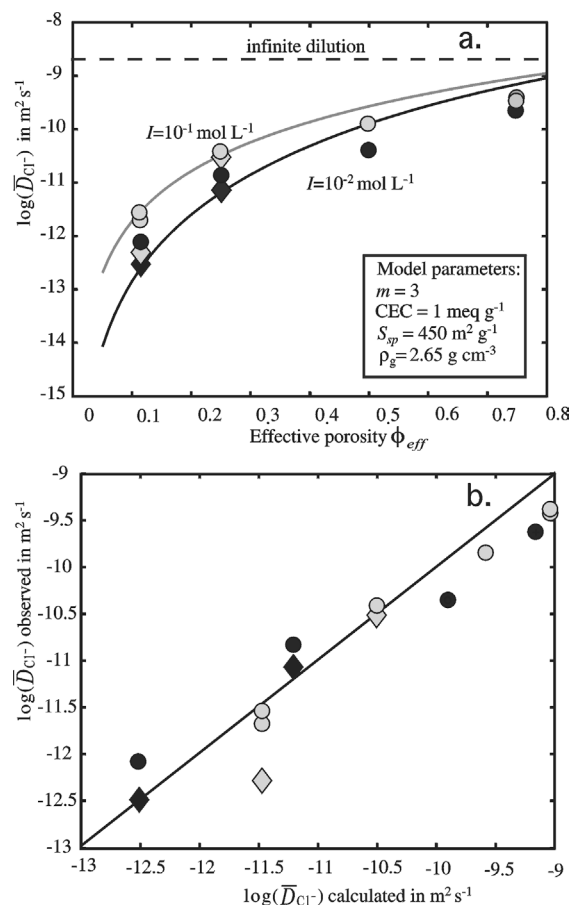 a.
-8
infinite dilution
-9
I=10⁻¹ mol L⁻¹
-10
log(D̅Cl⁻) in m² s⁻¹
-11
I=10⁻² mol L⁻¹
-12
Model parameters:
m = 3
CEC = 1 meq g⁻¹
Sₛₚ = 450 m² g⁻¹
ρg= 2.65 g cm⁻³
-13
-14
-15
0 0.1 0.2 0.3 0.4 0.5 0.6 0.7 0.8
Effective porosity ϕeff
b.
-9
-9.5
-10
-10.5
log(D̅Cl⁻) observed in m² s⁻¹
-11
-11.5
-12
-12.5
-13
-13 -12.5 -12 -11.5 -11 -10.5 -10 -9.5 -9
log(D̅Cl⁻) calculated in m² s⁻¹